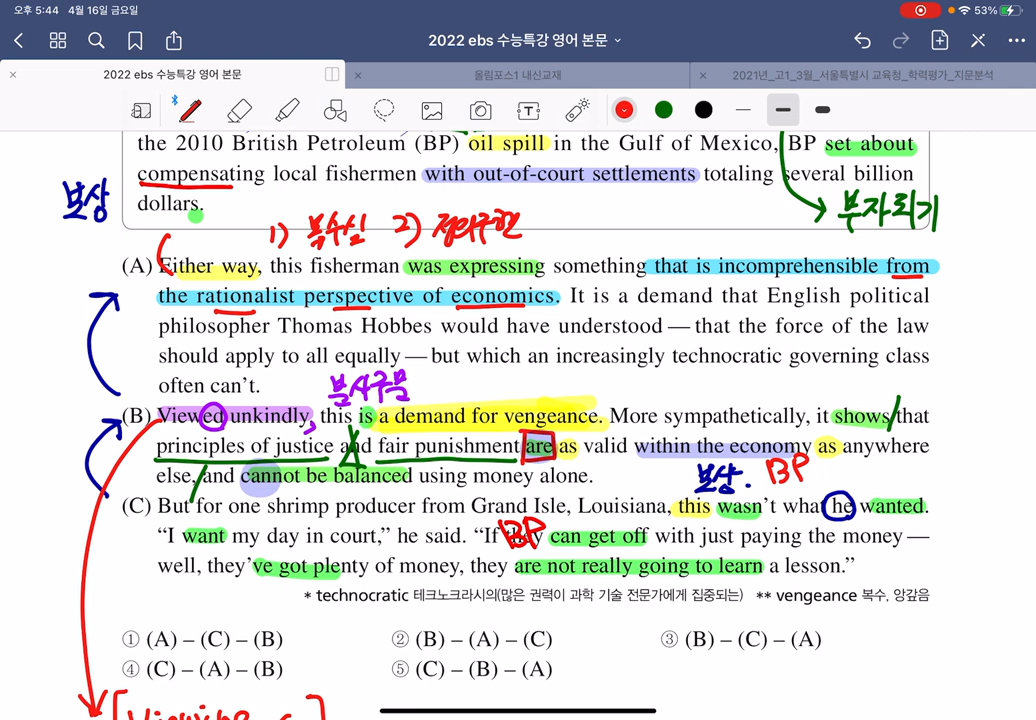 오후 5:44 4월 16일 금요일
53%
2022 ebs 수능특강 영어 본문
2022 ebs 수능특강 영어 본문
올림포스1 내신교재
2021년_고1_3월_서울특별시 교육청_학력평가_지문분석
the 2010 British Petroleum (BP) oil spill in the Gulf of Mexico, BP set about
compensating local fishermen with out-of-court settlements totaling several billion
dollars.
보상
부자되기
1) 복수심 2) 정의구현
(A) Either way, this fisherman was expressing something that is incomprehensible from
the rationalist perspective of economics. It is a demand that English political
philosopher Thomas Hobbes would have understood — that the force of the law
should apply to all equally — but which an increasingly technocratic governing class
often can't.
분사구문
(B) Viewed unkindly, this is a demand for vengeance. More sympathetically, it shows that
principles of justice and fair punishment are as valid within the economy as anywhere
else, and cannot be balanced using money alone.
보상. BP
(C) But for one shrimp producer from Grand Isle, Louisiana, this wasn't what he wanted.
"I want my day in court," he said. "If they can get off with just paying the money —
BP
well, they've got plenty of money, they are not really going to learn a lesson."
* technocratic 테크노크라시의(많은 권력이 과학 기술 전문가에게 집중되는) ** vengeance 복수, 앙갚음
① (A) – (C) – (B) ② (B) – (A) – (C) ③ (B) – (C) – (A)
④ (C) – (A) – (B) ⑤ (C) – (B) – (A)